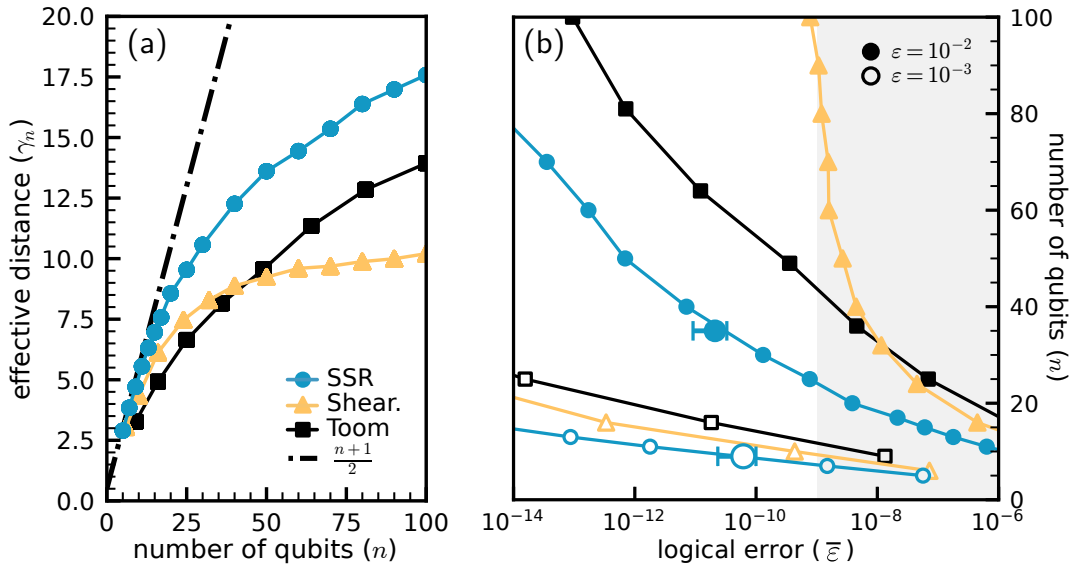 (a)
effective distance (γₙ)
20.0
17.5
15.0
12.5
10.0
7.5
5.0
2.5
0.0
SSR
Shear.
Toom
(n+1)/2
0 25 50 75 100
number of qubits (n)
(b)
ε = 10⁻²
ε = 10⁻³
100
80
60
40
20
0
number of qubits (n)
10⁻¹⁴ 10⁻¹² 10⁻¹⁰ 10⁻⁸ 10⁻⁶
logical error (ε̅)